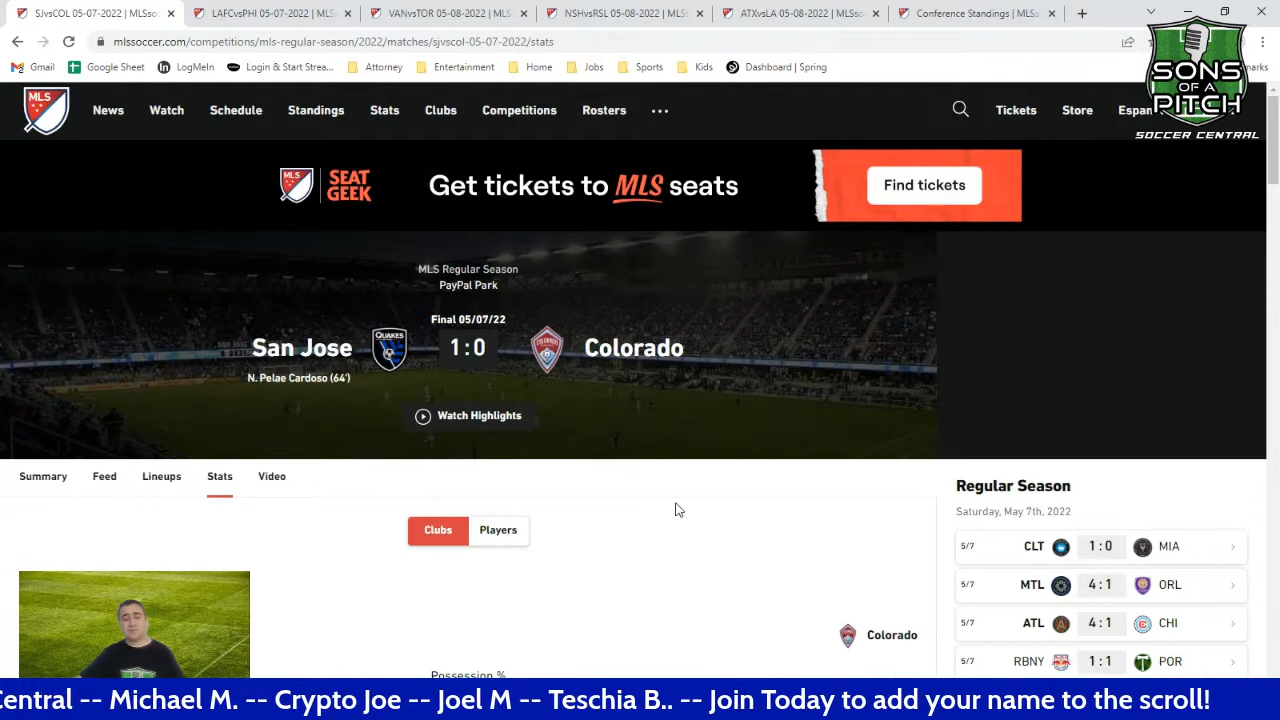 SJvsCOL 05-07-2022 | MLSso
LAFCvsPHI 05-07-2022 | MLS
VANvsTOR 05-08-2022 | MLS
NSHvsRSL 05-08-2022 | MLS
ATXvsLA 05-08-2022 | MLSso
Conference Standings | MLSs
mlssoccer.com/competitions/mls-regular-season/2022/matches/sjvscol-05-07-2022/stats
Gmail
Google Sheet
LogMeIn
Login & Start Strea...
Attorney
Entertainment
Home
Jobs
Sports
Kids
Dashboard | Spring
SONS
OF A
PITCH
SOCCER CENTRAL
MLS
News
Watch
Schedule
Standings
Stats
Clubs
Competitions
Rosters
Tickets
Store
Espan
MLS
SEAT
GEEK
Get tickets to MLS seats
Find tickets
MLS Regular Season
PayPal Park
Final 05/07/22
San Jose
QUAKES
1 : 0
Colorado
N. Pelae Cardoso (64')
Watch Highlights
Summary
Feed
Lineups
Stats
Video
Clubs
Players
Colorado
Possession %
Regular Season
Saturday, May 7th, 2022
5/7 CLT 1 : 0 MIA
5/7 MTL 4 : 1 ORL
5/7 ATL 4 : 1 CHI
5/7 RBNY 1 : 1 POR
Central -- Michael M. -- Crypto Joe -- Joel M -- Teschia B.. -- Join Today to add your name to the scroll!